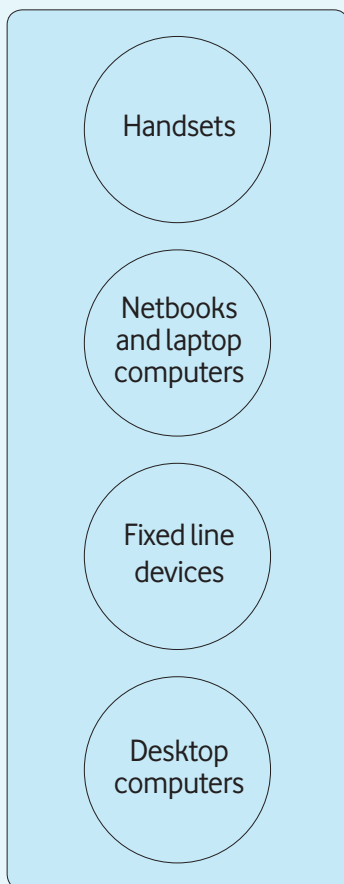 Handsets
Netbooks
and laptop
computers
Fixed line
devices
Desktop
computers